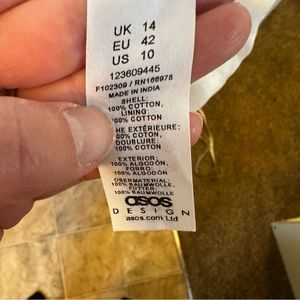 UK 14
EU 42
US 10
123609445
F102309 / RN166978
MADE IN INDIA
SHELL:
100% COTTON,
LINING:
100% COTTON
HE EXTÉRIEURE:
00% COTON,
DOUBLURE:
100% COTON
EXTERIOR:
100% ALGODÓN,
FORRO:
100% ALGODÓN
OBERMATERIAL:
100% BAUMWOLLE,
FUTTER:
100% BAUMWOLLE
asos
DESIGN
asos.com Ltd